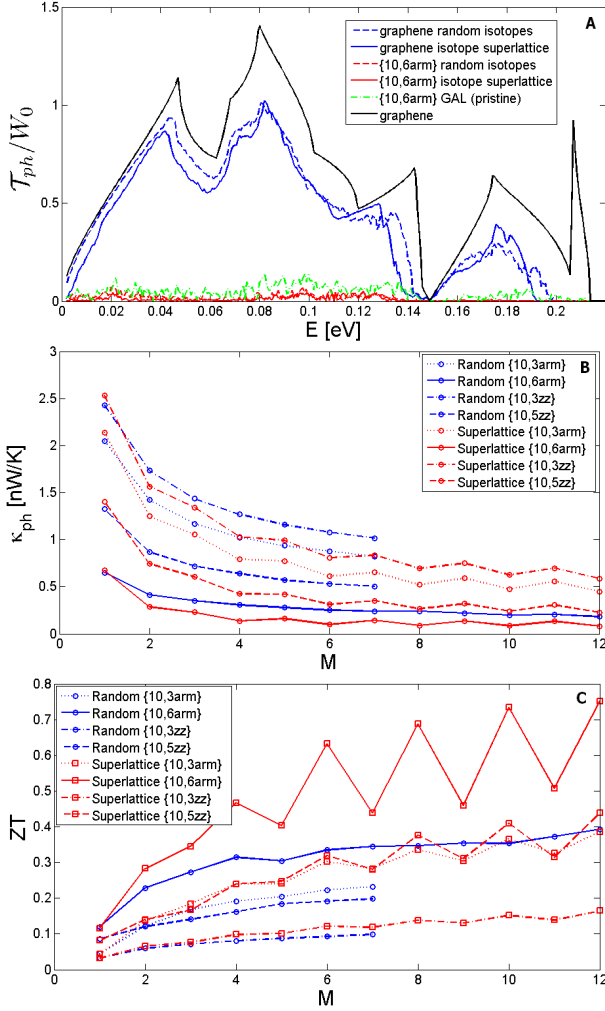 A
graphene random isotopes
graphene isotope superlattice
{10,6arm} random isotopes
{10,6arm} isotope superlattice
{10,6arm} GAL (pristine)
graphene
𝒯ph/W0
1.5
1
0.5
0
0 0.02 0.04 0.06 0.08 0.1 0.12 0.14 0.16 0.18 0.2
E [eV]
B
Random {10,3arm}
Random {10,6arm}
Random {10,3zz}
Random {10,5zz}
Superlattice {10,3arm}
Superlattice {10,6arm}
Superlattice {10,3zz}
Superlattice {10,5zz}
κph [nW/K]
3
2.5
2
1.5
1
0.5
0
0 2 4 6 8 10 12
M
C
Random {10,3arm}
Random {10,6arm}
Random {10,3zz}
Random {10,5zz}
Superlattice {10,3arm}
Superlattice {10,6arm}
Superlattice {10,3zz}
Superlattice {10,5zz}
ZT
0.8
0.7
0.6
0.5
0.4
0.3
0.2
0.1
0
0 2 4 6 8 10 12
M